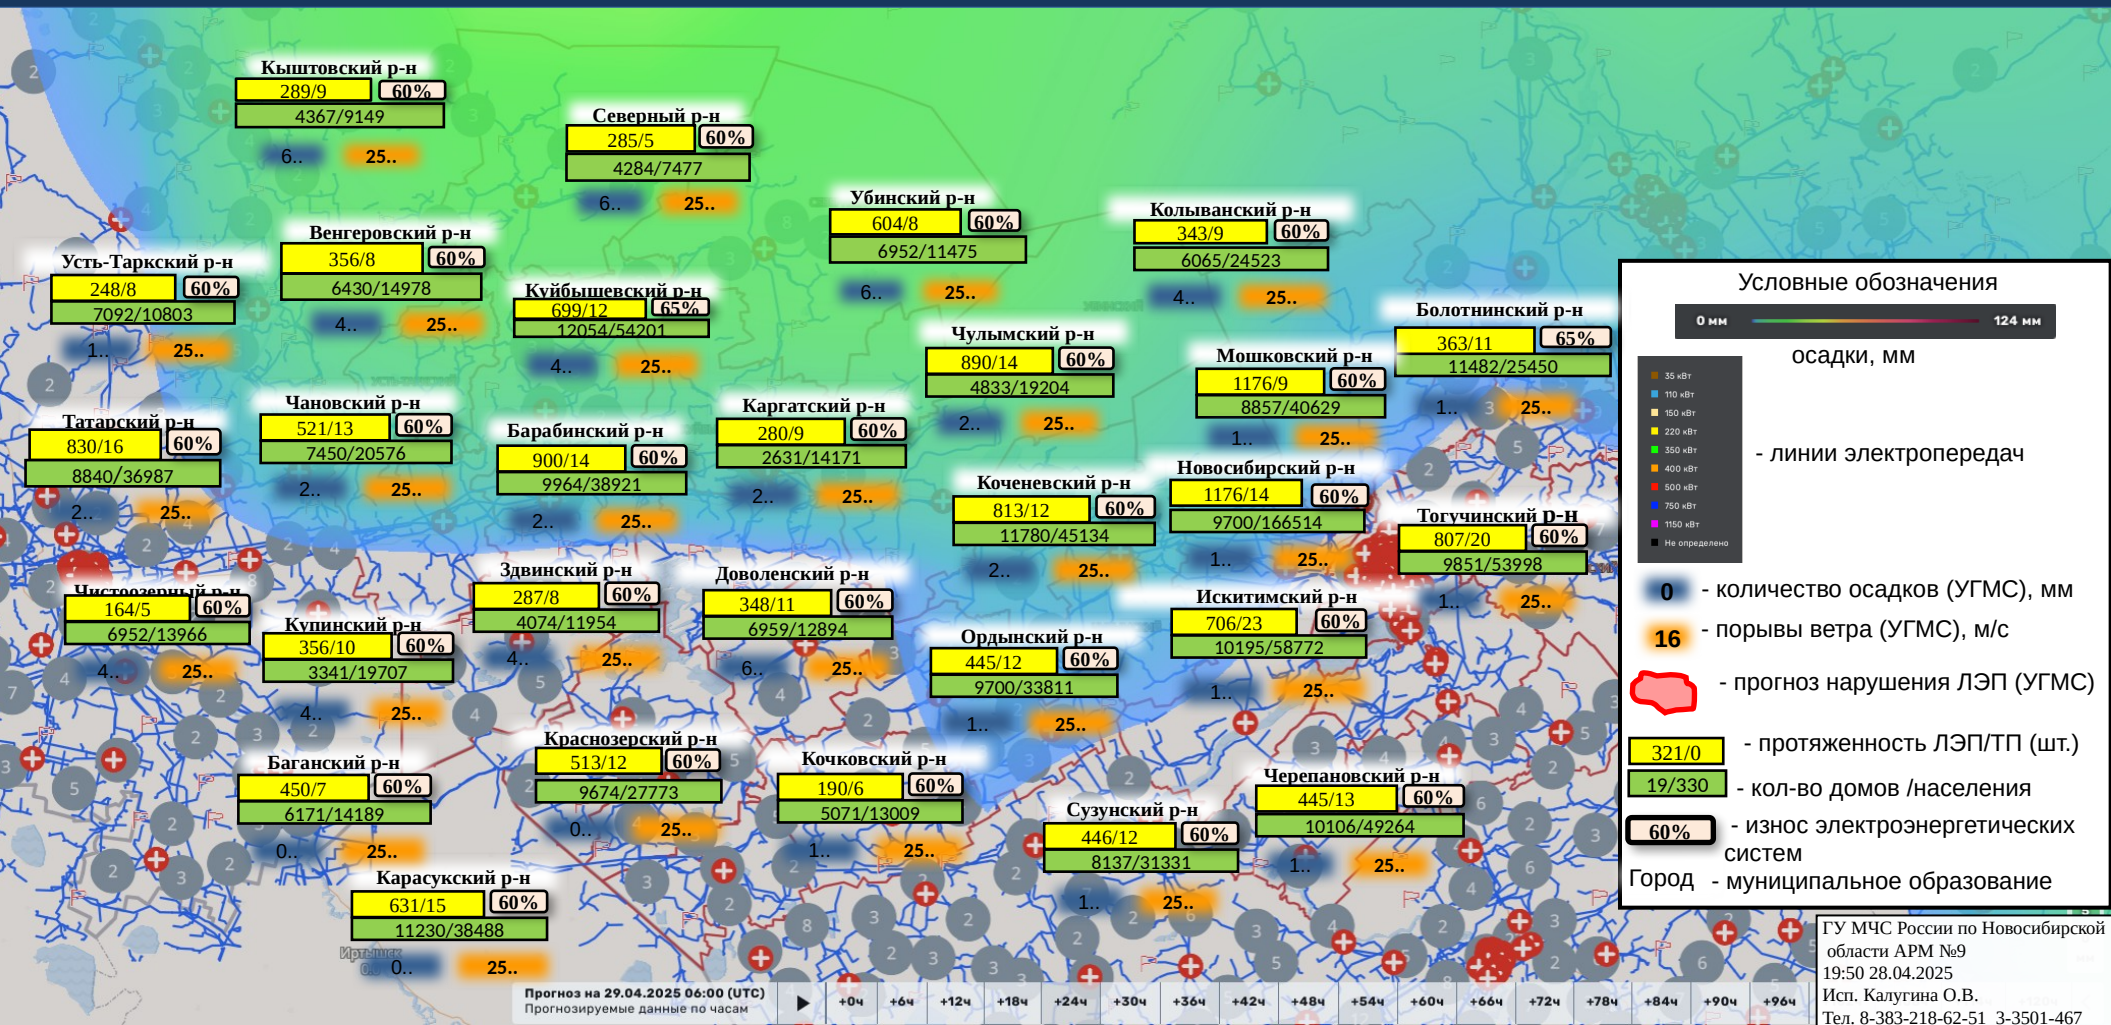 Кыштовский р-н
289/9 60%
4367/9149
6.. 25..
Северный р-н
285/5 60%
4284/7477
6.. 25..
Убинский р-н
604/8 60%
6952/11475
6.. 25..
Колыванский р-н
343/9 60%
6065/24523
4.. 25..
Венгеровский р-н
356/8 60%
6430/14978
4.. 25..
Усть-Таркский р-н
248/8 60%
7092/10803
1.. 25..
Куйбышевский р-н
699/12 65%
12054/54201
4.. 25..
Болотнинский р-н
363/11 65%
11482/25450
1.. 25..
Чулымский р-н
890/14 60%
4833/19204
2.. 25..
Мошковский р-н
1176/9 60%
8857/40629
1.. 25..
Татарский р-н
830/16 60%
8840/36987
2.. 25..
Чановский р-н
521/13 60%
7450/20576
2.. 25..
Барабинский р-н
900/14 60%
9964/38921
2.. 25..
Каргатский р-н
280/9 60%
2631/14171
2.. 25..
Коченевский р-н
813/12 60%
11780/45134
2.. 25..
Новосибирский р-н
1176/14 60%
9700/166514
1.. 25..
Тогучинский р-н
807/20 60%
9851/53998
1.. 25..
Чистоозерный р-н
164/5 60%
6952/13966
4.. 25..
Купинский р-н
356/10 60%
3341/19707
4.. 25..
Здвинский р-н
287/8 60%
4074/11954
4.. 25..
Доволенский р-н
348/11 60%
6959/12894
6.. 25..
Ордынский р-н
445/12 60%
9700/33811
1.. 25..
Искитимский р-н
706/23 60%
10195/58772
1.. 25..
Баганский р-н
450/7 60%
6171/14189
0.. 25..
Краснозерский р-н
513/12 60%
9674/27773
0.. 25..
Кочковский р-н
190/6 60%
5071/13009
1.. 25..
Сузунский р-н
446/12 60%
8137/31331
1.. 25..
Черепановский р-н
445/13 60%
10106/49264
1.. 25..
Карасукский р-н
631/15 60%
11230/38488
0.. 25..
Иртышск
Условные обозначения
0 мм 124 мм
осадки, мм
35 кВт
110 кВт
150 кВт
220 кВт
350 кВт
400 кВт
500 кВт
750 кВт
1150 кВт
Не определено
- линии электропередач
0 - количество осадков (УГМС), мм
16 - порывы ветра (УГМС), м/с
- прогноз нарушения ЛЭП (УГМС)
321/0 - протяженность ЛЭП/ТП (шт.)
19/330 - кол-во домов /населения
60% - износ электроэнергетических
систем
Город - муниципальное образование
ГУ МЧС России по Новосибирской
области АРМ №9
19:50 28.04.2025
Исп. Калугина О.В.
Тел. 8-383-218-62-51 3-3501-467
Прогноз на 29.04.2025 06:00 (UTC)
Прогнозируемые данные по часам
+0ч +6ч +12ч +18ч +24ч +30ч +36ч +42ч +48ч +54ч +60ч +66ч +72ч +78ч +84ч +90ч +96ч